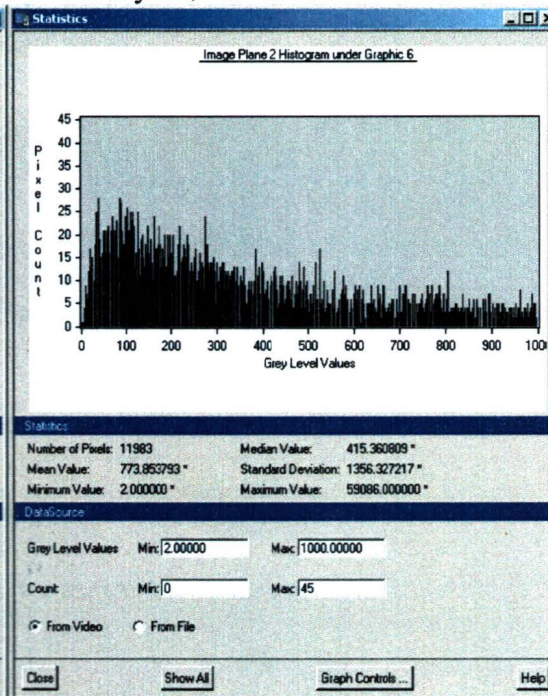 Statistics
Image Plane 2 Histogram under Graphic 6
Pixel Count
45
40
35
30
25
20
15
10
5
0
0 100 200 300 400 500 600 700 800 900 100
Grey Level Values
Statistics
Number of Pixels: 11983 Median Value: 415.360809 *
Mean Value: 773.853793 * Standard Deviation: 1356.327217 *
Minimum Value: 2.000000 * Maximum Value: 59086.000000 *
DataSource
Grey Level Values Min: 2.00000 Max: 1000.00000
Count: Min: 0 Max: 45
From Video From File
Close Show All Graph Controls ... Help